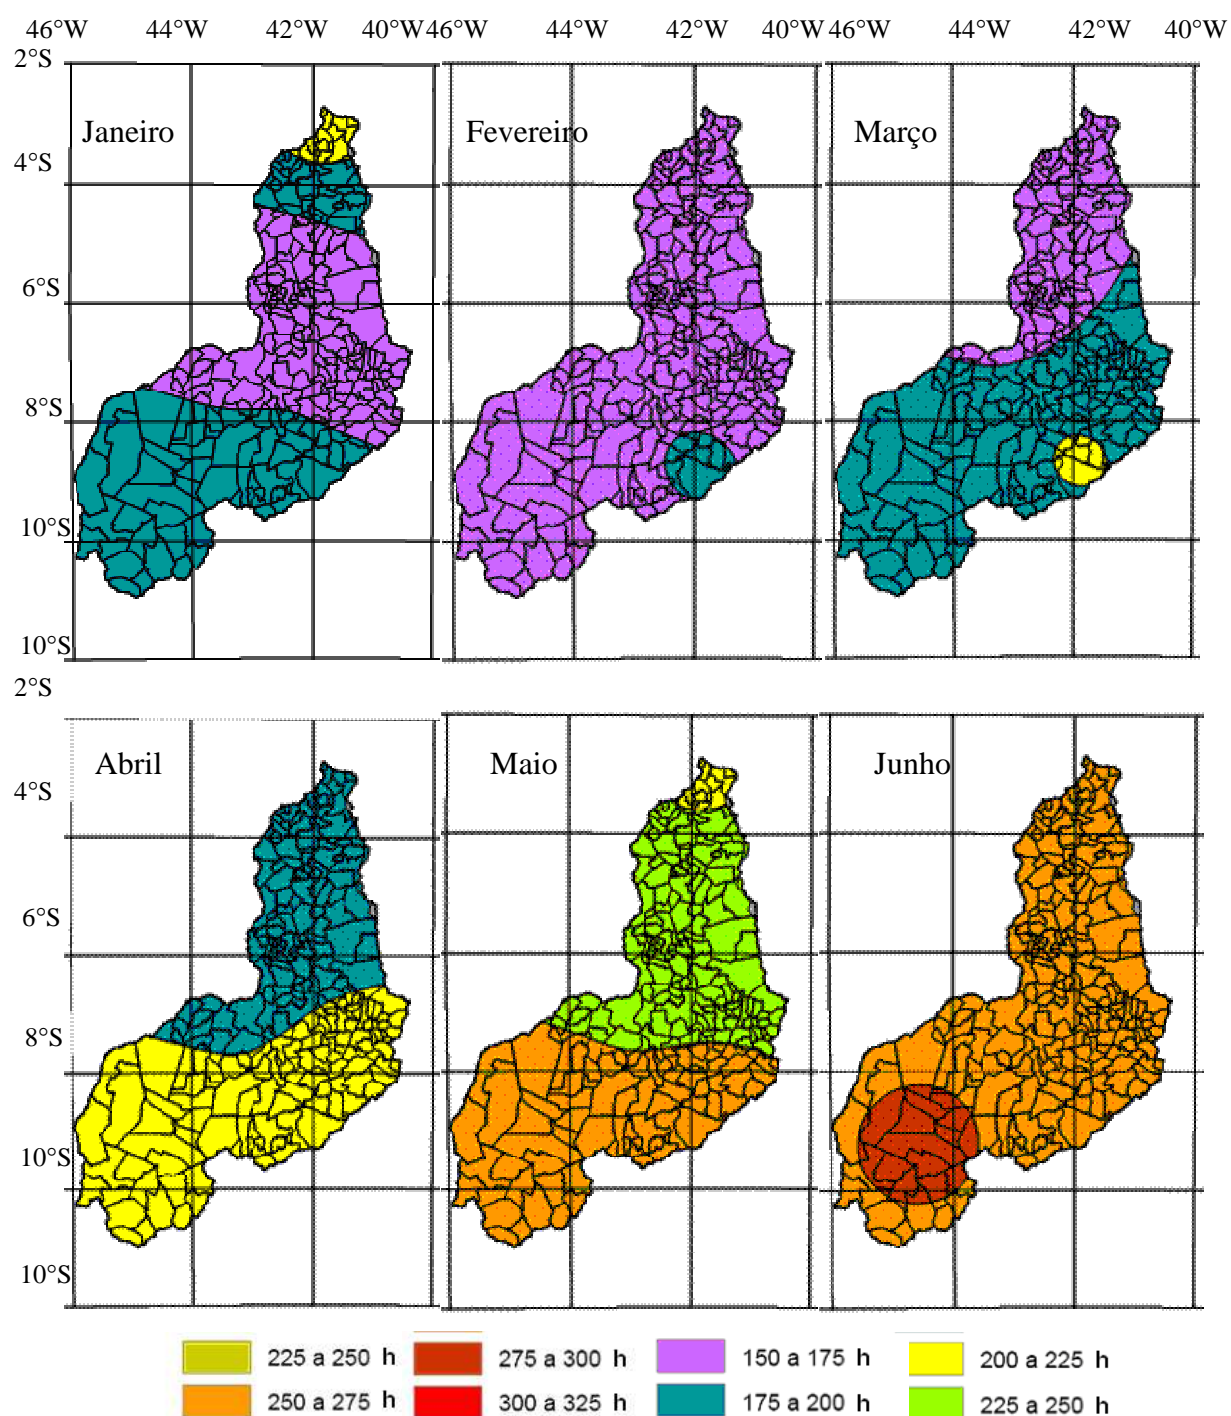 46°W 44°W 42°W 40°W 46°W 44°W 42°W 40°W 46°W 44°W 42°W 40°W
2°S
Janeiro Fevereiro Março
4°S
6°S
8°S
10°S
10°S
2°S
Abril Maio Junho
4°S
6°S
8°S
10°S
10°S
225 a 250 h 275 a 300 h 150 a 175 h 200 a 225 h
250 a 275 h 300 a 325 h 175 a 200 h 225 a 250 h